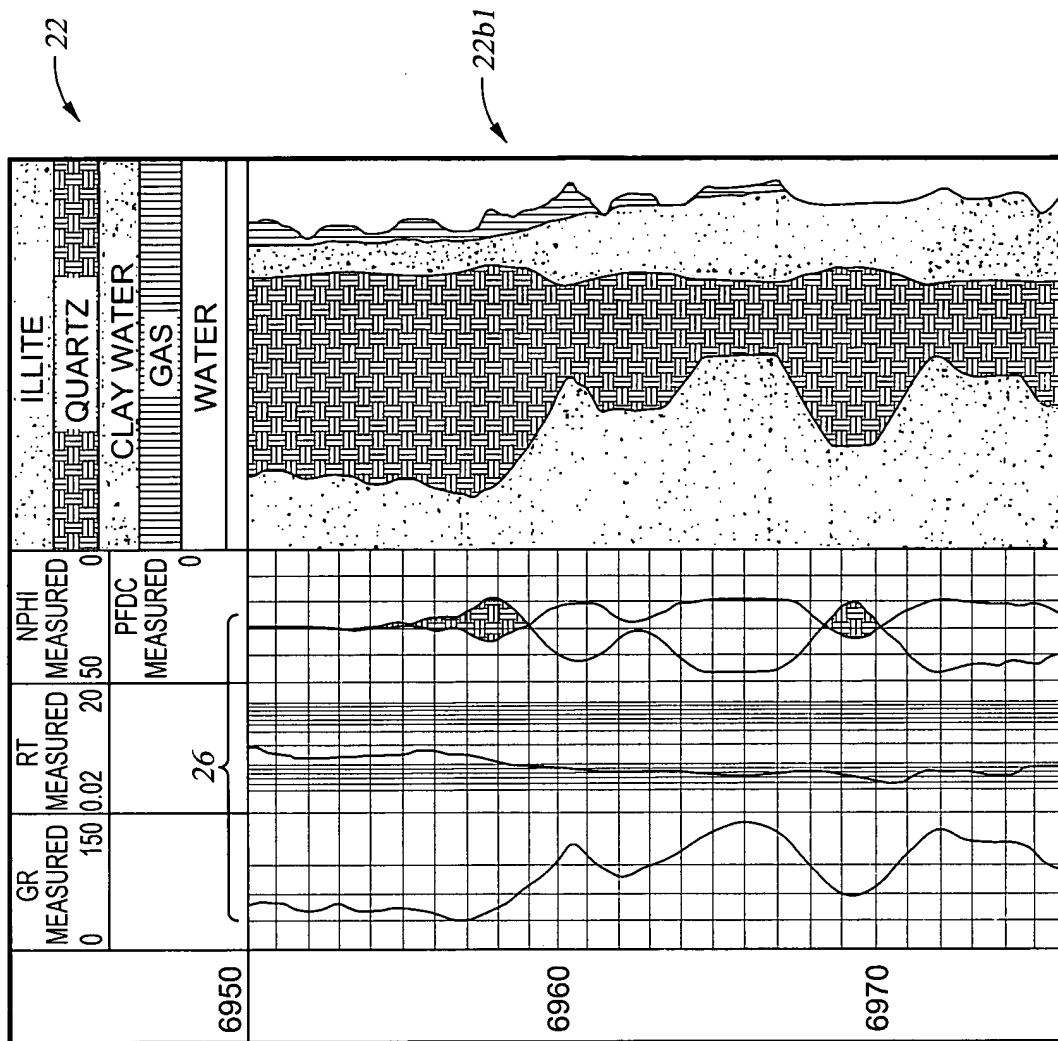 22
22b1
ILLITE
QUARTZ
CLAY WATER
GAS
WATER
GR
MEASURED
0 150
RT
MEASURED
0.02 20
NPHI
MEASURED
50 0
PFDC
MEASURED
0
26
6950
6960
6970